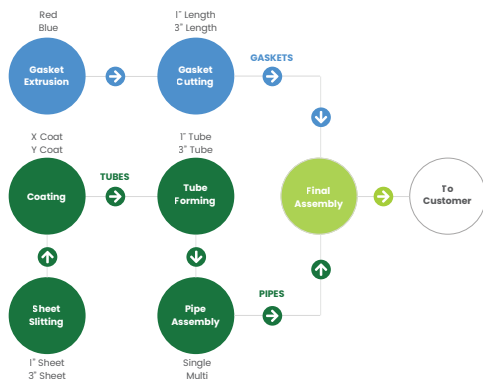 Red
Blue
1" Length
3" Length
Gasket
Extrusion
Gasket
Cutting
GASKETS
X Coat
Y Coat
1" Tube
3" Tube
Coating
TUBES
Tube
Forming
Final
Assembly
To
Customer
Sheet
Slitting
Pipe
Assembly
PIPES
1" Sheet
3" Sheet
Single
Multi